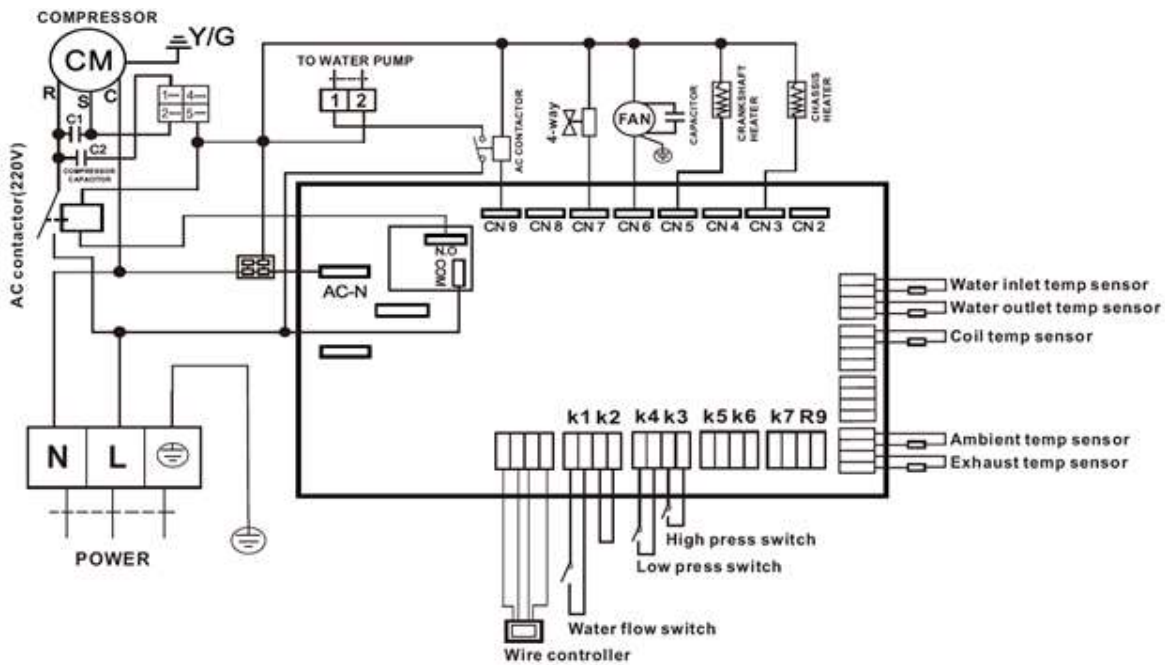 COMPRESSOR
CM
Y/G
R
S
C
C1
C2
COMPRESSOR
CAPACITOR
1 4
2 5
AC contactor(220V)
TO WATER PUMP
1 2
AC CONTACTOR
4-way
FAN
CAPACITOR
CRANKSHAFT
HEATER
CHASSIS
HEATER
CN 9 CN 8 CN 7 CN 6 CN 5 CN 4 CN 3 CN 2
N.O
COM
AC-N
Water inlet temp sensor
Water outlet temp sensor
Coil temp sensor
Ambient temp sensor
Exhaust temp sensor
k1 k2 k4 k3 k5 k6 k7 R9
N L
POWER
High press switch
Low press switch
Water flow switch
Wire controller